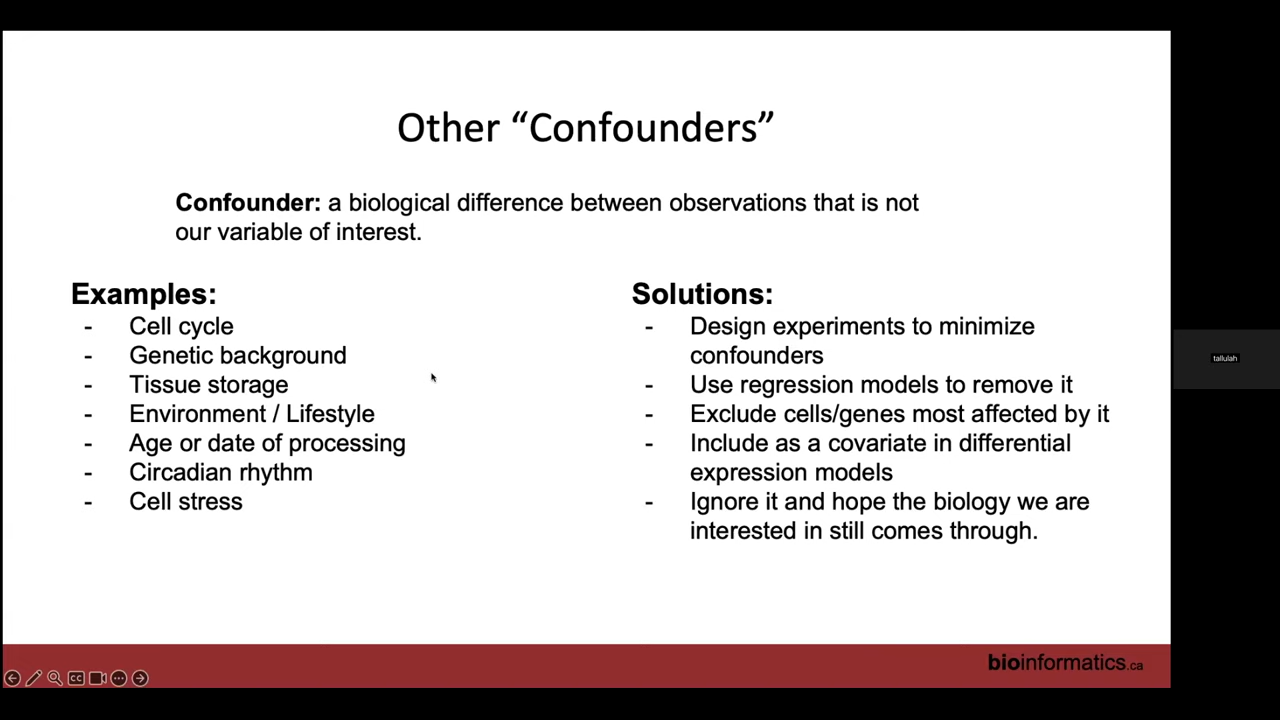 Other “Confounders”
Confounder: a biological difference between observations that is not
our variable of interest.
Examples:
- Cell cycle
- Genetic background
- Tissue storage
- Environment / Lifestyle
- Age or date of processing
- Circadian rhythm
- Cell stress
Solutions:
- Design experiments to minimize
confounders
- Use regression models to remove it
- Exclude cells/genes most affected by it
- Include as a covariate in differential
expression models
- Ignore it and hope the biology we are
interested in still comes through.
tallulah
bioinformatics.ca
CC